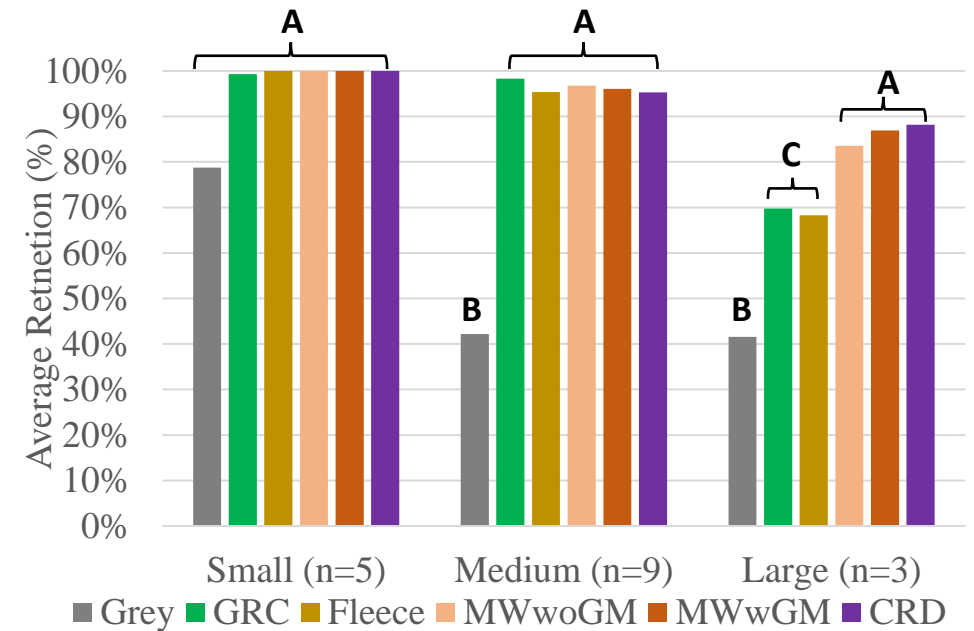 A
A
100%
A
90%
80%
C
70%
60%
50%
B
B
40%
30%
20%
10%
0%
Average Retnetion (%)
Small (n=5) Medium (n=9) Large (n=3)
Grey GRC Fleece MWwoGM MWwGM CRD